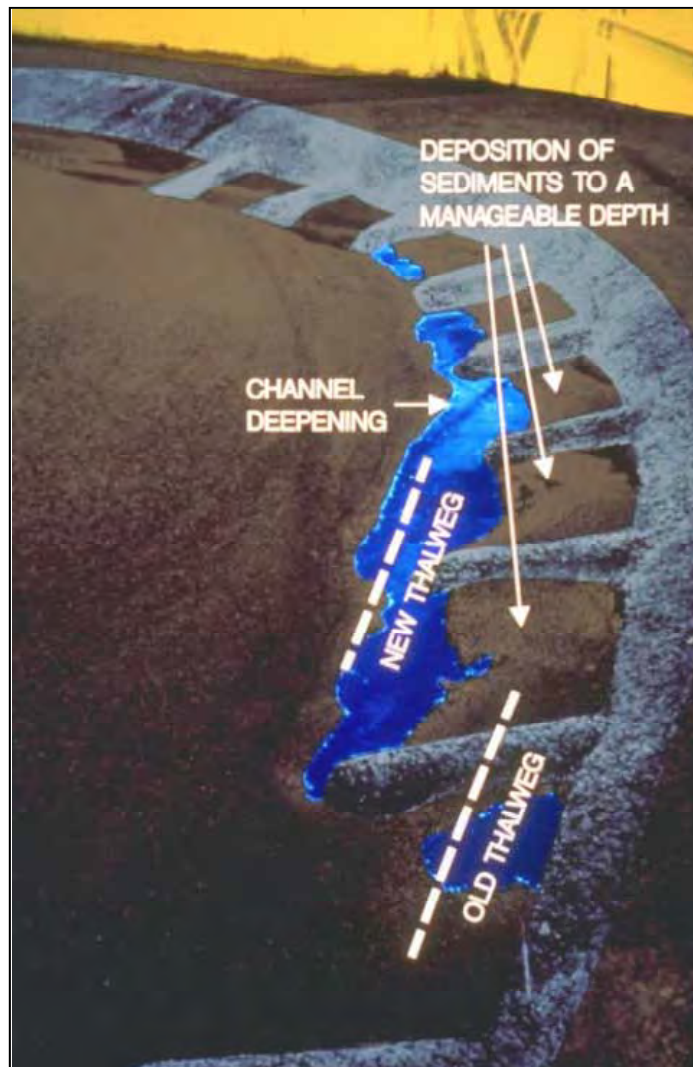 DEPOSITION OF
SEDIMENTS TO A
MANAGEABLE DEPTH
CHANNEL
DEEPENING
NEW THALWEG
OLD THALWEG